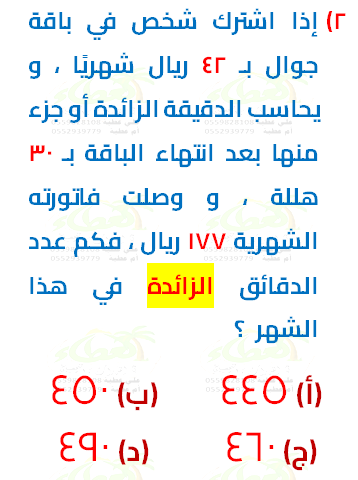 ٢) إذا اشترك شخص في باقة
جوال بـ ٤٢ ريال شهريًا ، و
يحاسب الدقيقة الزائدة أو جزء
منها بعد انتهاء الباقة بـ ٣٠
هللة ، و وصلت فاتورته
الشهرية ١٧٧ ريال ، فكم عدد
الدقائق الزائدة في هذا
الشهر ؟
(أ) ٤٤٥ (ب) ٤٥٠
(ج) ٤٦٠ (د) ٤٩٠